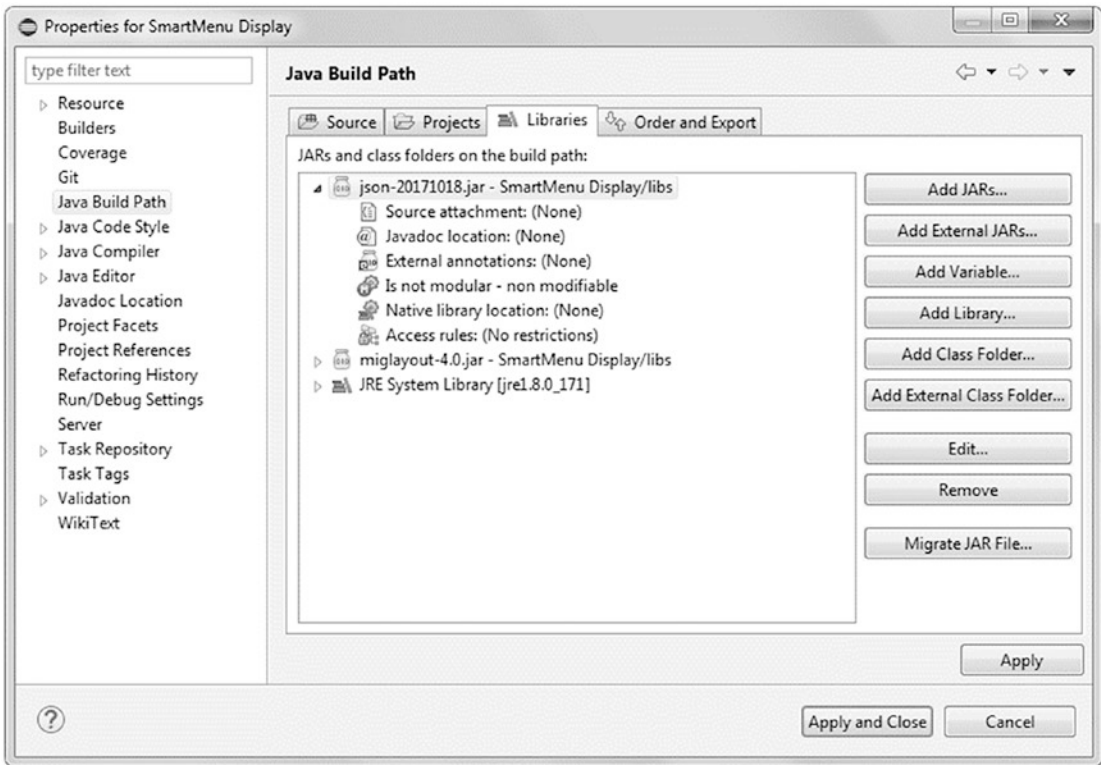 Properties for SmartMenu Display
type filter text
Resource
Builders
Coverage
Git
Java Build Path
Java Code Style
Java Compiler
Java Editor
Javadoc Location
Project Facets
Project References
Refactoring History
Run/Debug Settings
Server
Task Repository
Task Tags
Validation
WikiText
Java Build Path
Source
Projects
Libraries
Order and Export
JARs and class folders on the build path:
json-20171018.jar - SmartMenu Display/libs
Source attachment: (None)
Javadoc location: (None)
External annotations: (None)
Is not modular - non modifiable
Native library location: (None)
Access rules: (No restrictions)
miglayout-4.0.jar - SmartMenu Display/libs
JRE System Library [jre1.8.0_171]
Add JARs...
Add External JARs...
Add Variable...
Add Library...
Add Class Folder...
Add External Class Folder...
Edit...
Remove
Migrate JAR File...
Apply
?
Apply and Close
Cancel